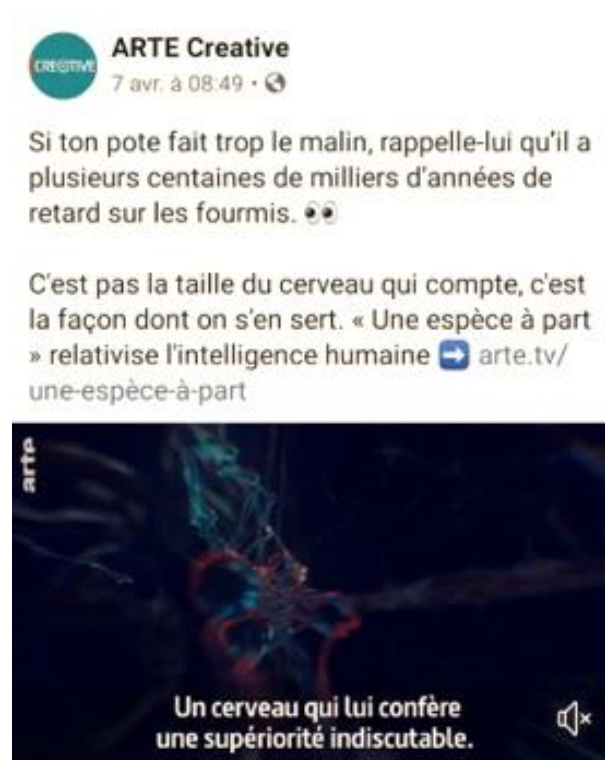 CREATIVE
ARTE Creative
7 avr. à 08:49 •
Si ton pote fait trop le malin, rappelle-lui qu'il a
plusieurs centaines de milliers d'années de
retard sur les fourmis. 👀
C'est pas la taille du cerveau qui compte, c'est
la façon dont on s'en sert. « Une espèce à part
» relativise l'intelligence humaine ➡️ arte.tv/
une-espèce-à-part
arte
Un cerveau qui lui confère
une supériorité indiscutable.